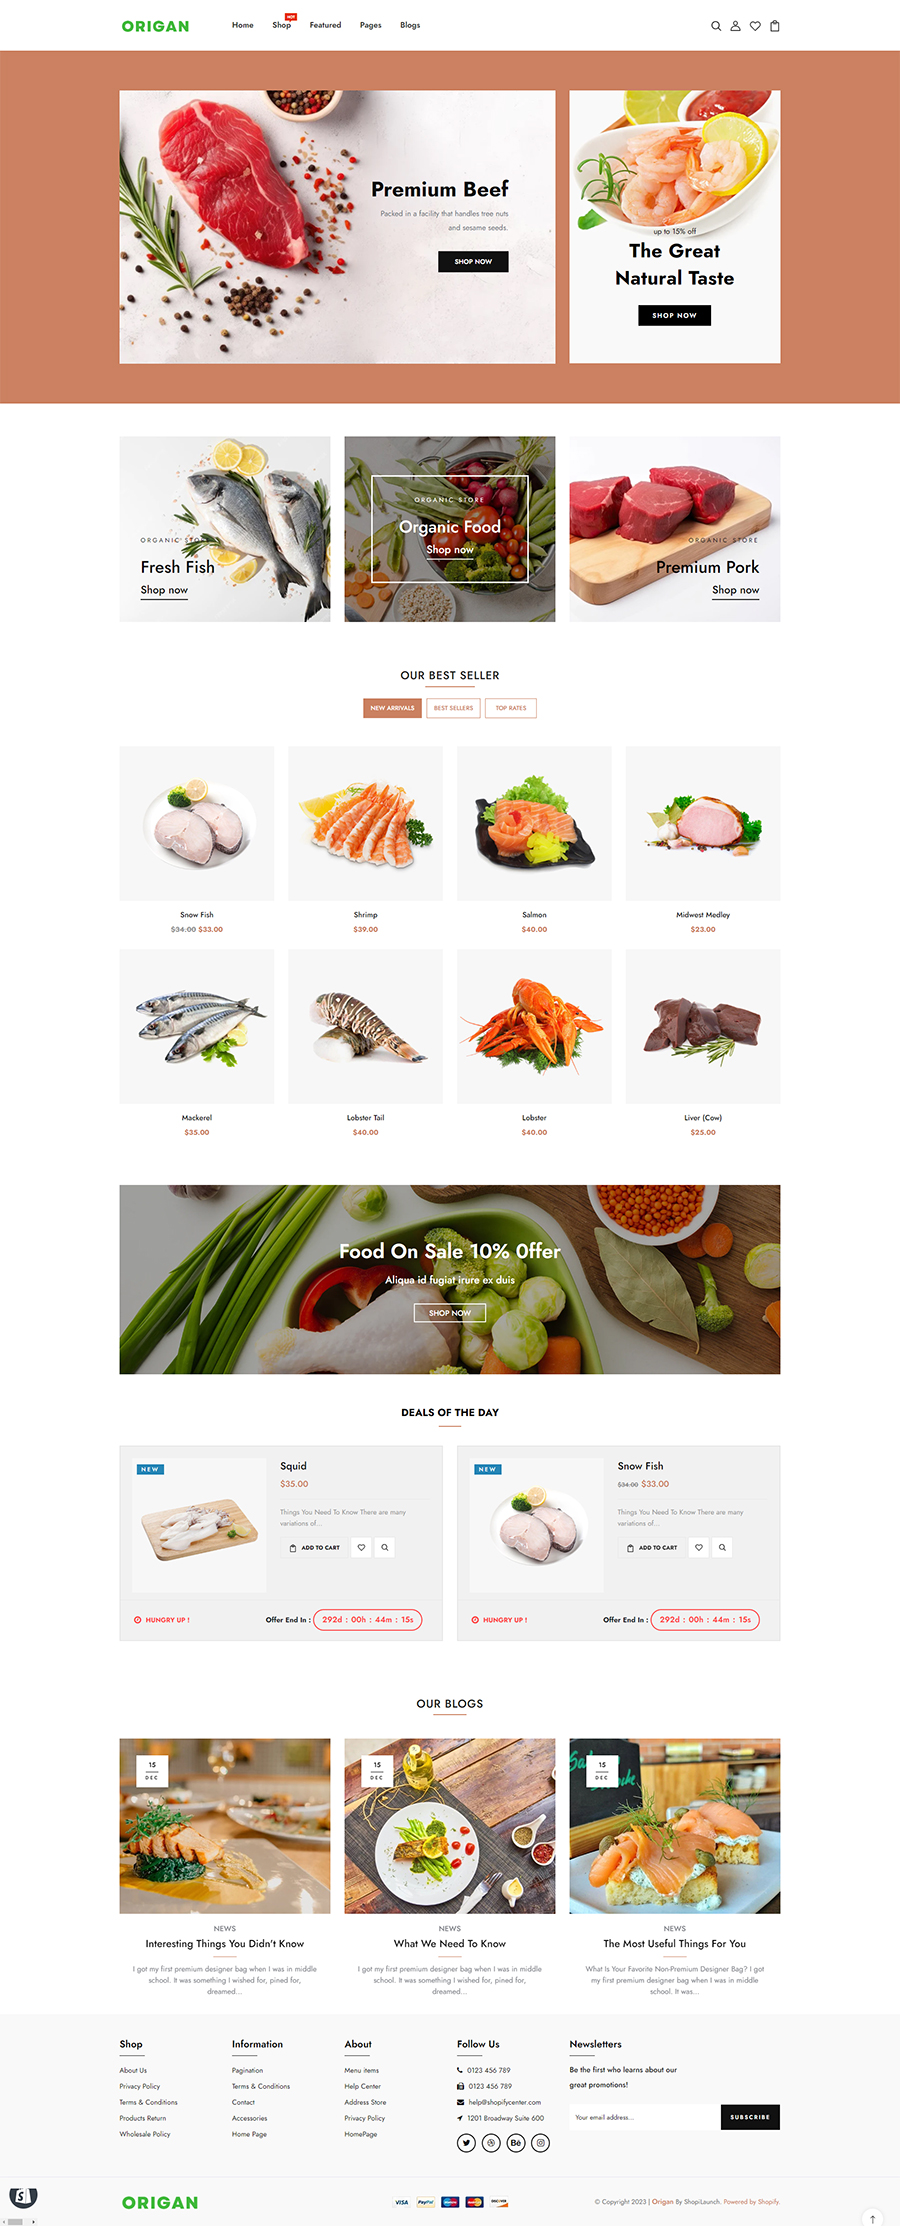 ORIGAN
Home Shop HOT Featured Pages Blogs
Premium Beef
Packed in a facility that handles tree nuts
and sesame seeds.
SHOP NOW
up to 15% off
The Great
Natural Taste
SHOP NOW
ORGANIC STORE
Fresh Fish
Shop now
ORGANIC STORE
Organic Food
Shop now
ORGANIC STORE
Premium Pork
Shop now
OUR BEST SELLER
NEW ARRIVALS BEST SELLERS TOP RATES
Snow Fish
$34.00 $33.00
Shrimp
$39.00
Salmon
$40.00
Midwest Medley
$23.00
Mackerel
$35.00
Lobster Tail
$40.00
Lobster
$40.00
Liver (Cow)
$25.00
Food On Sale 10% Offer
Aliqua id fugiat irure ex duis
SHOP NOW
DEALS OF THE DAY
NEW
Squid
$35.00
Things You Need To Know There are many
variations of...
ADD TO CART
HUNGRY UP !
Offer End In : 292d : 00h : 44m : 15s
NEW
Snow Fish
$34.00 $33.00
Things You Need To Know There are many
variations of...
ADD TO CART
HUNGRY UP !
Offer End In : 292d : 00h : 44m : 15s
OUR BLOGS
15
DEC
NEWS
Interesting Things You Didn't Know
I got my first premium designer bag when I was in middle
school. It was something I wished for, pined for,
dreamed...
15
DEC
NEWS
What We Need To Know
I got my first premium designer bag when I was in middle
school. It was something I wished for, pined for,
dreamed...
15
DEC
NEWS
The Most Useful Things For You
What Is Your Favorite Non-Premium Designer Bag? I got
my first premium designer bag when I was in middle
school. It was...
Shop
About Us
Privacy Policy
Terms & Conditions
Products Return
Wholesale Policy
Information
Pagination
Terms & Conditions
Contact
Accessories
Home Page
About
Menu items
Help Center
Address Store
Privacy Policy
HomePage
Follow Us
0123 456 789
0123 456 789
help@shopifycenter.com
1201 Broadway Suite 600
Bē
Newsletters
Be the first who learns about our
great promotions!
Your email address... SUBSCRIBE
ORIGAN
VISA PayPal DISCOVER
© Copyright 2023 | Origan By ShopiLaunch. Powered by Shopify.